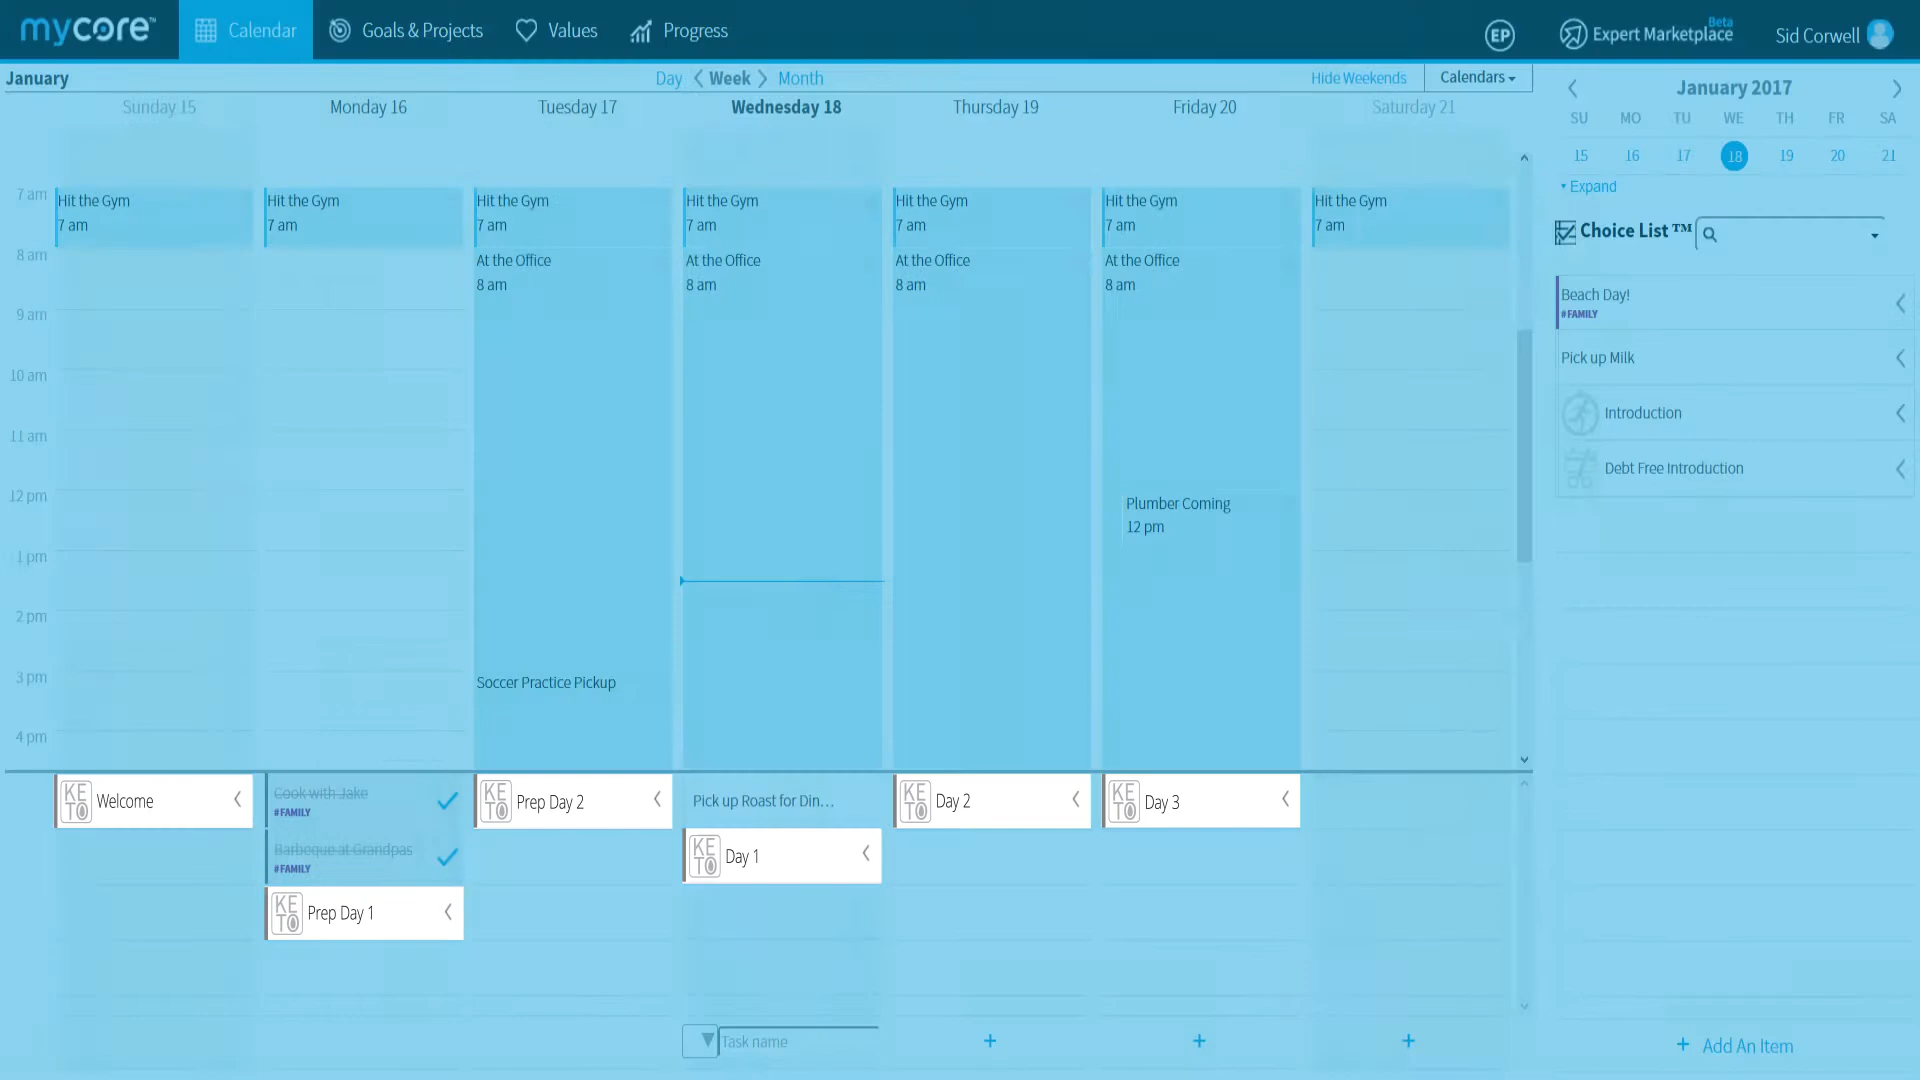 mycore™
Calendar
Goals & Projects
Values
Progress
EP
Expert Marketplace
Beta
Sid Corwell
January
Day
Week
Month
Hide Weekends
Calendars
Sunday 15
Monday 16
Tuesday 17
Wednesday 18
Thursday 19
Friday 20
Saturday 21
7 am
8 am
9 am
10 am
11 am
12 pm
1 pm
2 pm
3 pm
4 pm
Hit the Gym
7 am
Hit the Gym
7 am
Hit the Gym
7 am
At the Office
8 am
Soccer Practice Pickup
Hit the Gym
7 am
At the Office
8 am
Hit the Gym
7 am
At the Office
8 am
Hit the Gym
7 am
At the Office
8 am
Plumber Coming
12 pm
Hit the Gym
7 am
KETO Welcome
Cook with Jake
#FAMILY
Barbeque at Grandpas
#FAMILY
KETO Prep Day 1
KETO Prep Day 2
Pick up Roast for Din...
KETO Day 1
KETO Day 2
KETO Day 3
Task name
+
+
+
January 2017
SU MO TU WE TH FR SA
15 16 17 18 19 20 21
Expand
Choice List ™
Beach Day!
#FAMILY
Pick up Milk
Introduction
Debt Free Introduction
+ Add An Item